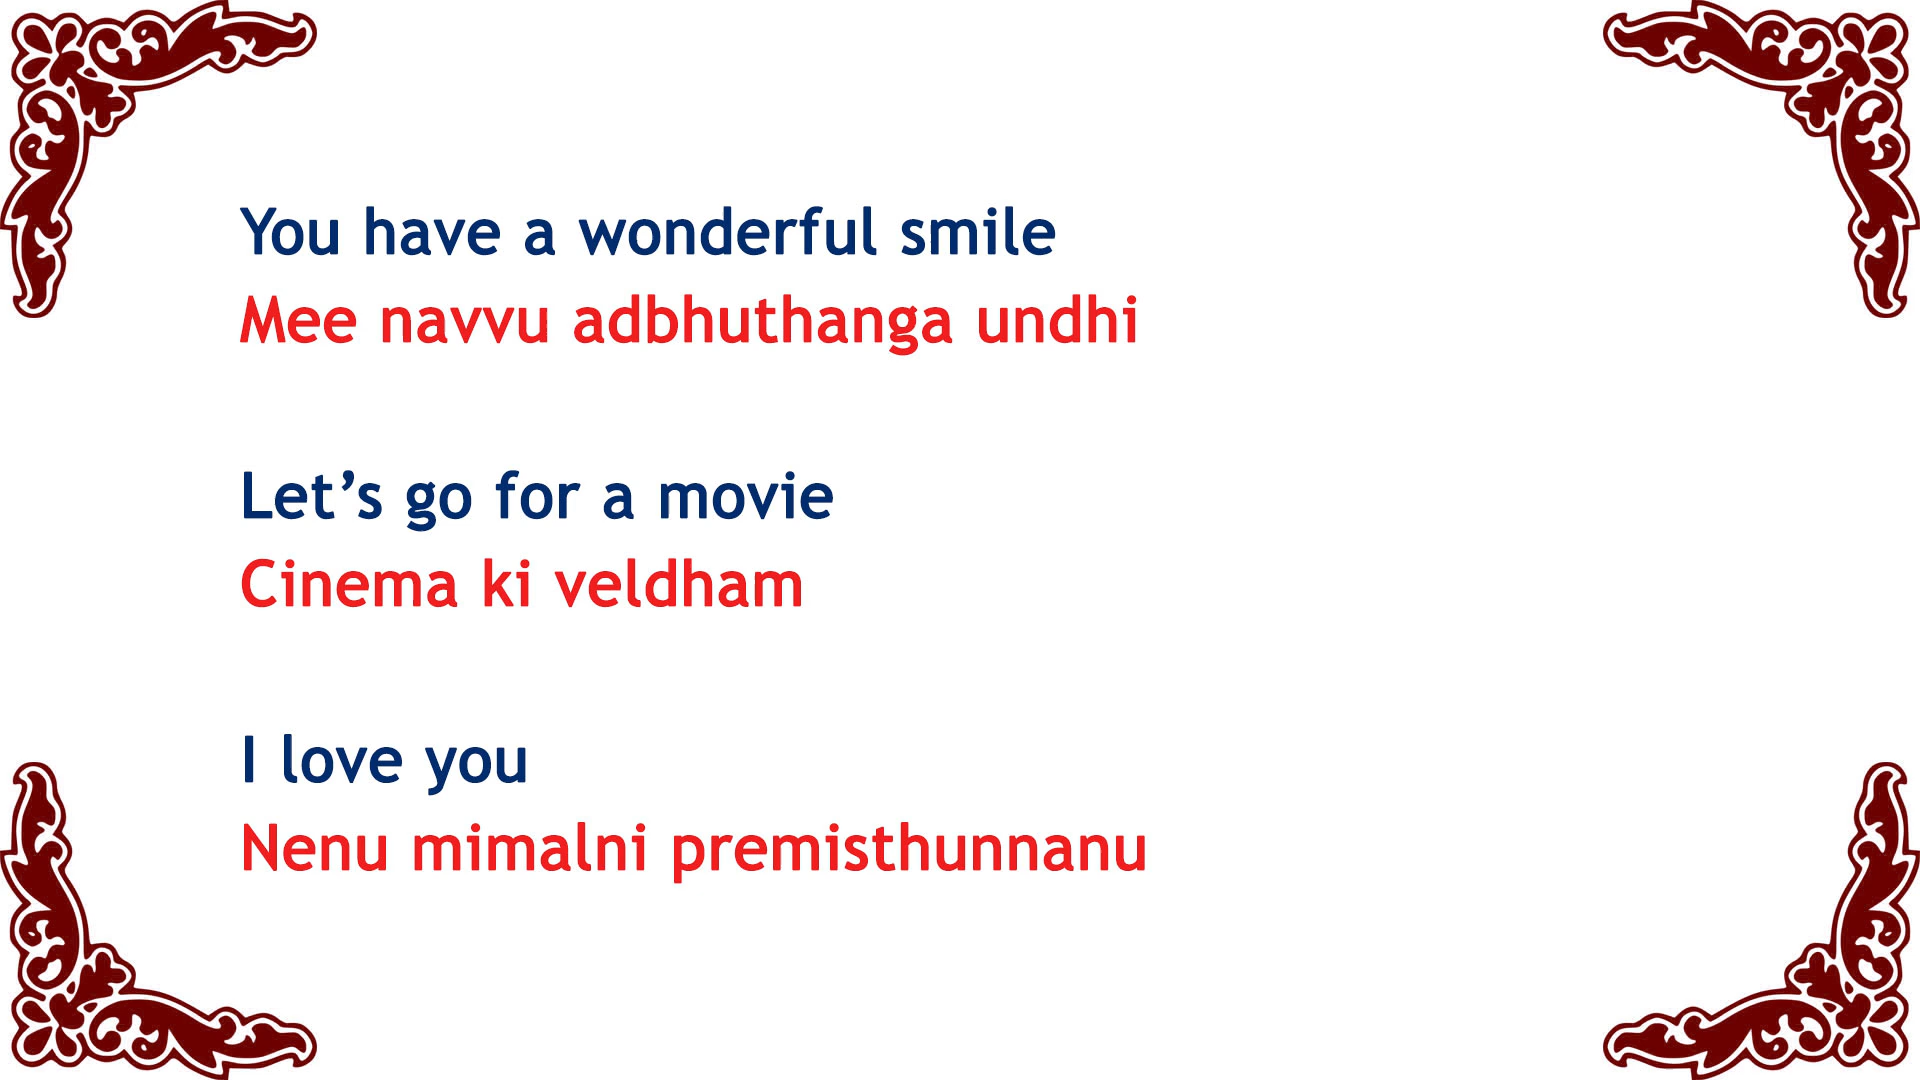 You have a wonderful smile
Mee navvu adbhuthanga undhi
Let’s go for a movie
Cinema ki veldham
I love you
Nenu mimalni premisthunnanu